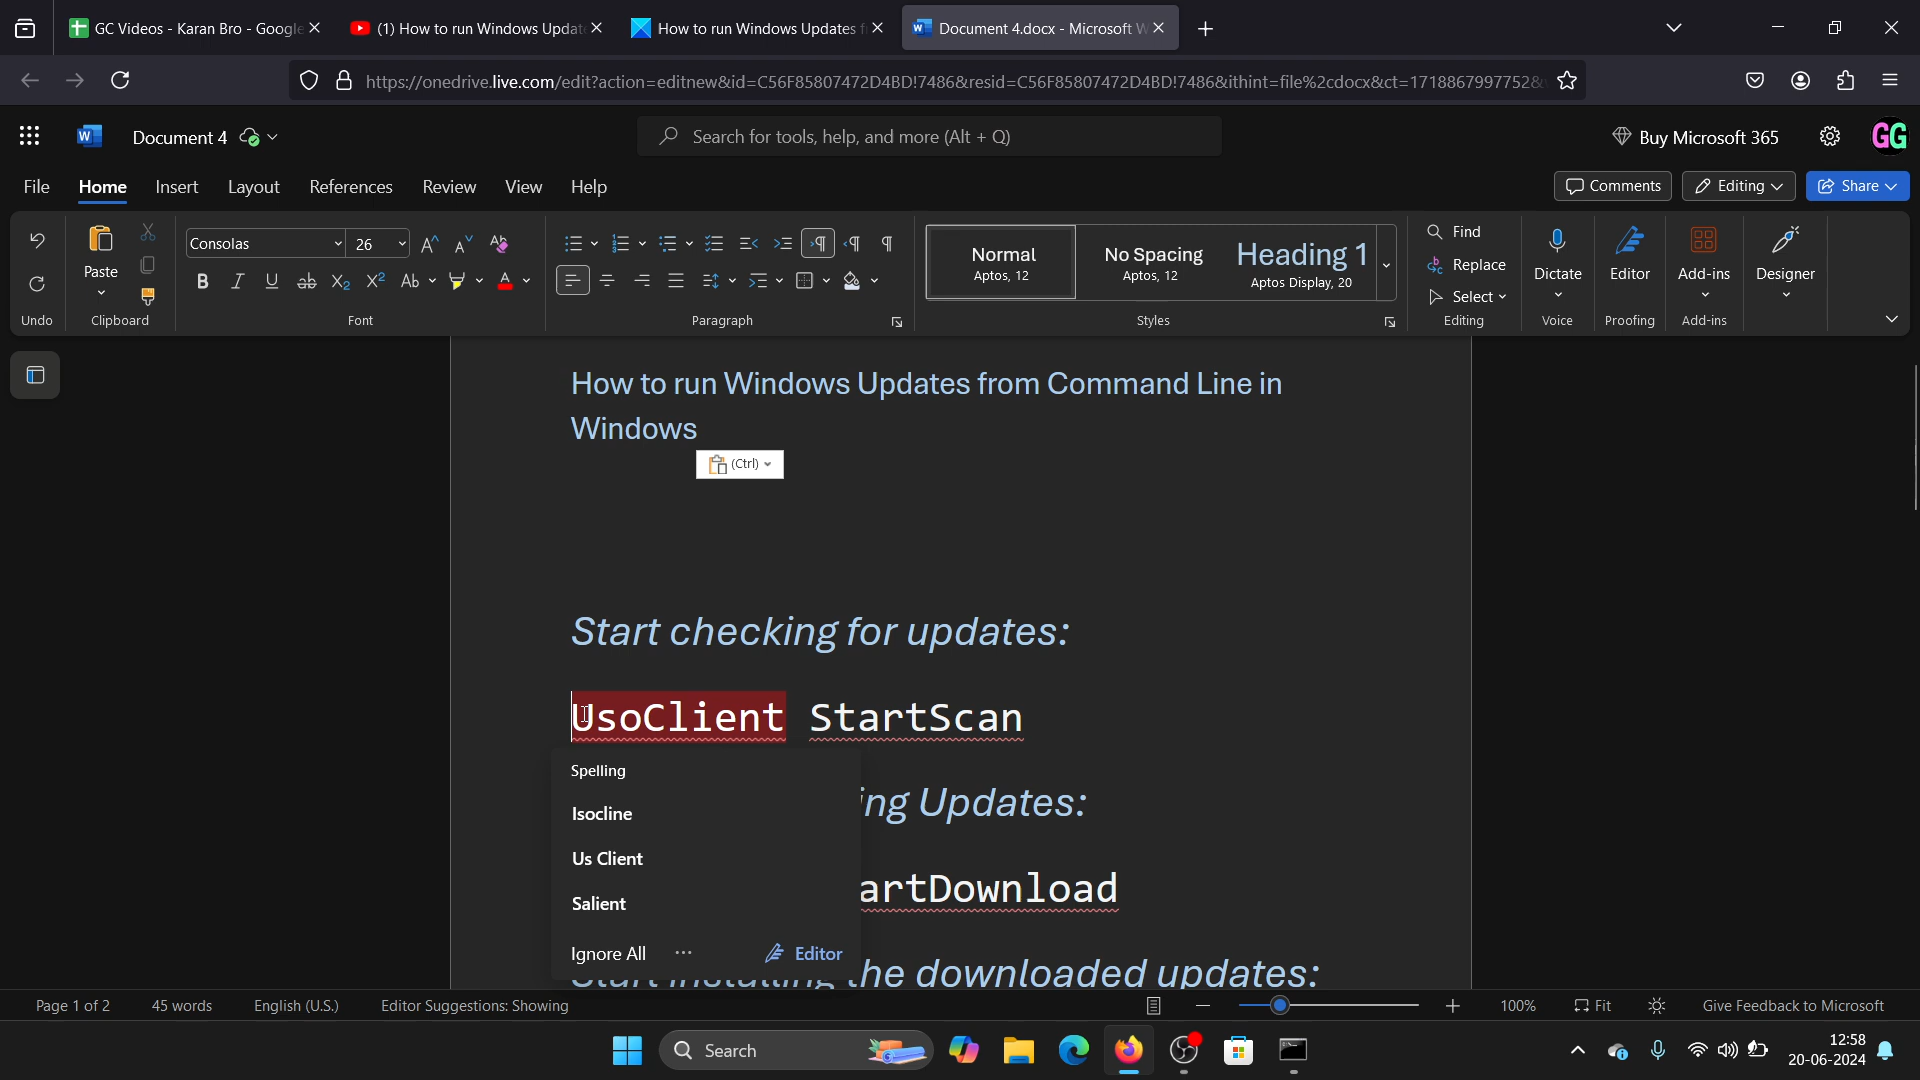 GC Videos - Karan Bro - Google
(1) How to run Windows Updat
How to run Windows Updates f
Document 4.docx - Microsoft W
https://onedrive.live.com/edit?action=editnew&id=C56F85807472D4BD!7486&resid=C56F85807472D4BD!7486&ithint=file%2cdocx&ct=1718867997752&
W
Document 4
Search for tools, help, and more (Alt + Q)
Buy Microsoft 365
GG
File Home Insert Layout References Review View Help
Comments Editing Share
Paste
Consolas 26
Normal
Aptos, 12
No Spacing
Aptos, 12
Heading 1
Aptos Display, 20
Find
Replace
Select
Dictate
Editor
Add-ins
Designer
Undo Clipboard Font Paragraph Styles Editing Voice Proofing Add-ins
How to run Windows Updates from Command Line in
Windows
(Ctrl)
Start checking for updates:
UsoClient StartScan
Spelling
Isocline
ing Updates:
Us Client
artDownload
Salient
Ignore All ... Editor
the downloaded updates:
Page 1 of 2 45 words English (U.S.) Editor Suggestions: Showing
100% Fit Give Feedback to Microsoft
Search
12:58
20-06-2024